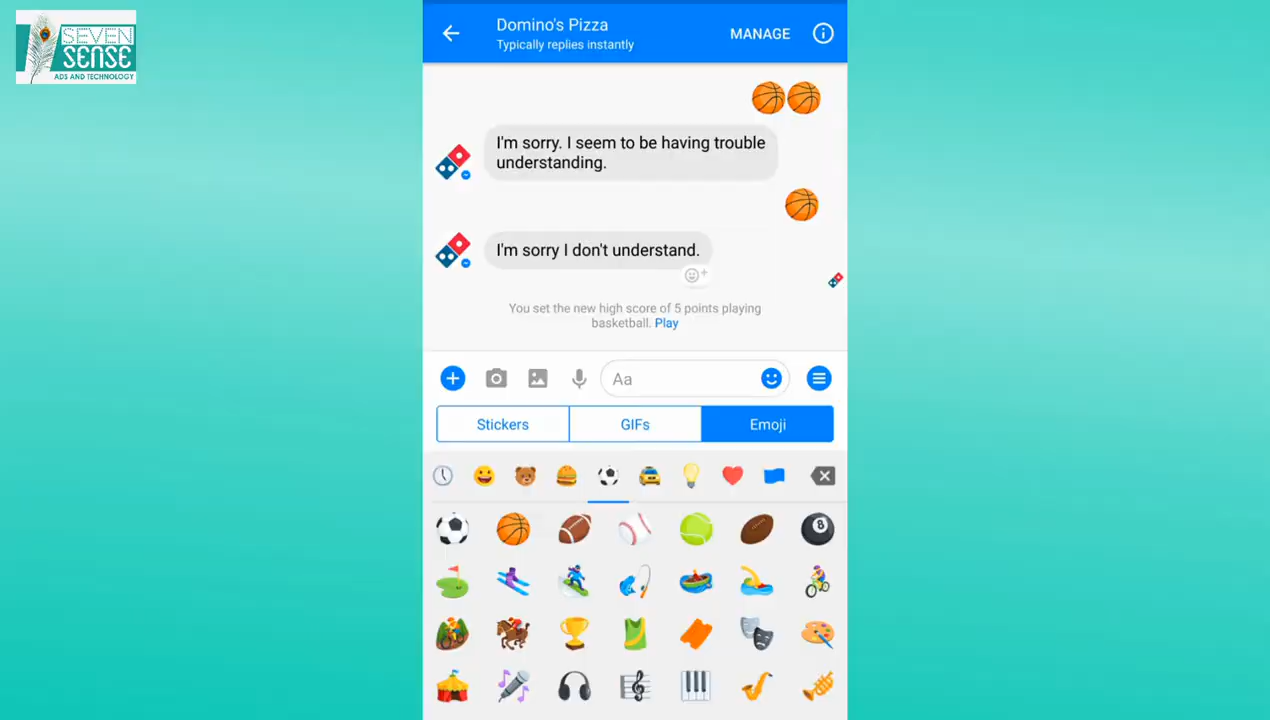 SEVEN
SENSE
ADS AND TECHNOLOGY
Domino's Pizza
Typically replies instantly
MANAGE
I'm sorry. I seem to be having trouble
understanding.
I'm sorry I don't understand.
You set the new high score of 5 points playing
basketball. Play
Aa
Stickers
GIFs
Emoji
8